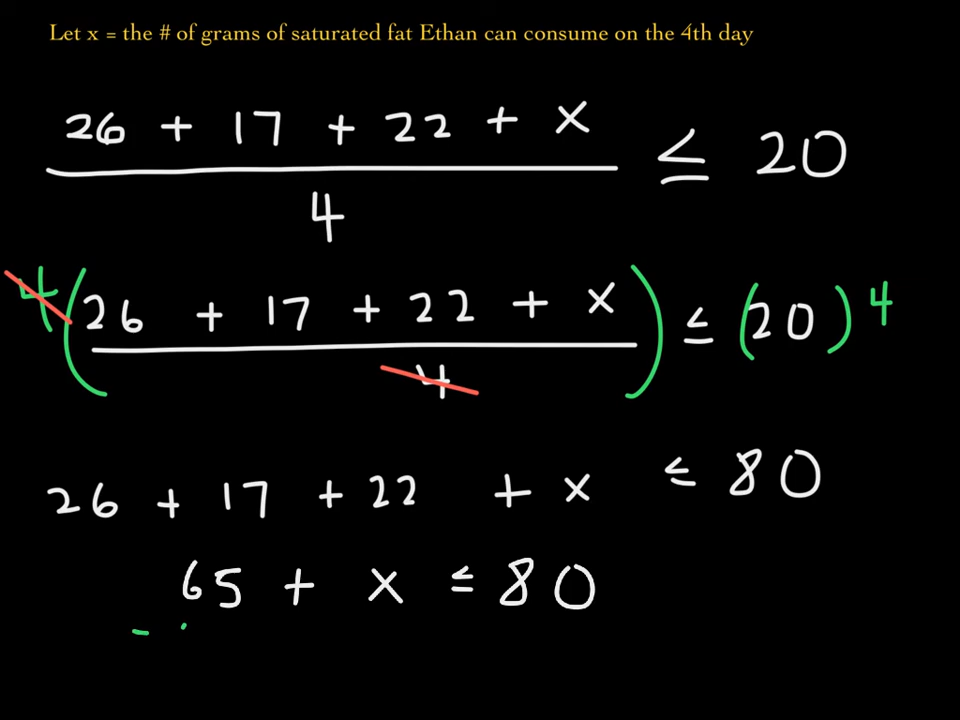 Let x = the # of grams of saturated fat Ethan can consume on the 4th day
26 + 17 + 22 + x
≤ 20
4
4(26 + 17 + 22 + x) ≤ (20)4
4
26 + 17 + 22 + x ≤ 80
65 + x ≤ 80
-